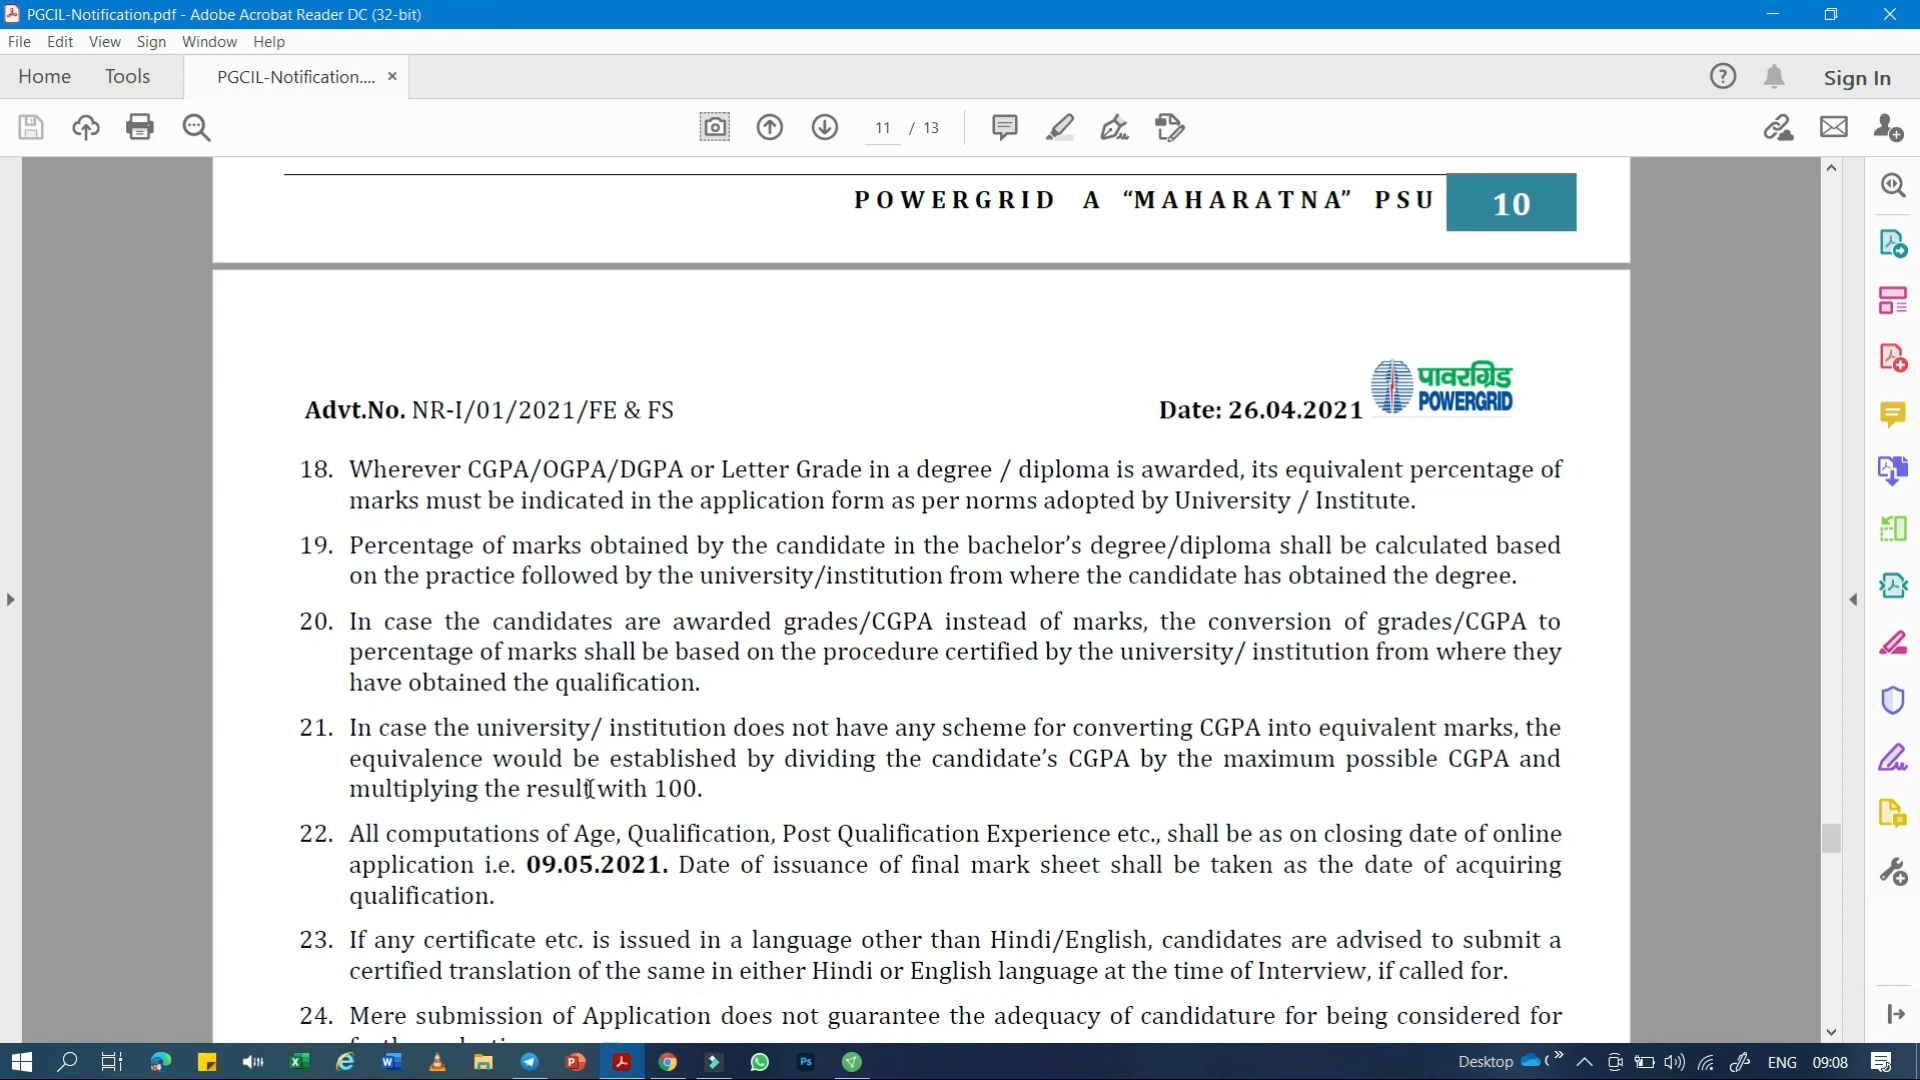 PGCIL-Notification.pdf - Adobe Acrobat Reader DC (32-bit)
File Edit View Sign Window Help
Home Tools PGCIL-Notification.... × Sign In
11 / 13
POWERGRID A “MAHARATNA” PSU 10
पावरग्रिड
POWERGRID
Advt.No. NR-I/01/2021/FE & FS Date: 26.04.2021
18. Wherever CGPA/OGPA/DGPA or Letter Grade in a degree / diploma is awarded, its equivalent percentage of
marks must be indicated in the application form as per norms adopted by University / Institute.
19. Percentage of marks obtained by the candidate in the bachelor’s degree/diploma shall be calculated based
on the practice followed by the university/institution from where the candidate has obtained the degree.
20. In case the candidates are awarded grades/CGPA instead of marks, the conversion of grades/CGPA to
percentage of marks shall be based on the procedure certified by the university/ institution from where they
have obtained the qualification.
21. In case the university/ institution does not have any scheme for converting CGPA into equivalent marks, the
equivalence would be established by dividing the candidate’s CGPA by the maximum possible CGPA and
multiplying the result with 100.
22. All computations of Age, Qualification, Post Qualification Experience etc., shall be as on closing date of online
application i.e. 09.05.2021. Date of issuance of final mark sheet shall be taken as the date of acquiring
qualification.
23. If any certificate etc. is issued in a language other than Hindi/English, candidates are advised to submit a
certified translation of the same in either Hindi or English language at the time of Interview, if called for.
24. Mere submission of Application does not guarantee the adequacy of candidature for being considered for
Desktop ENG 09:08